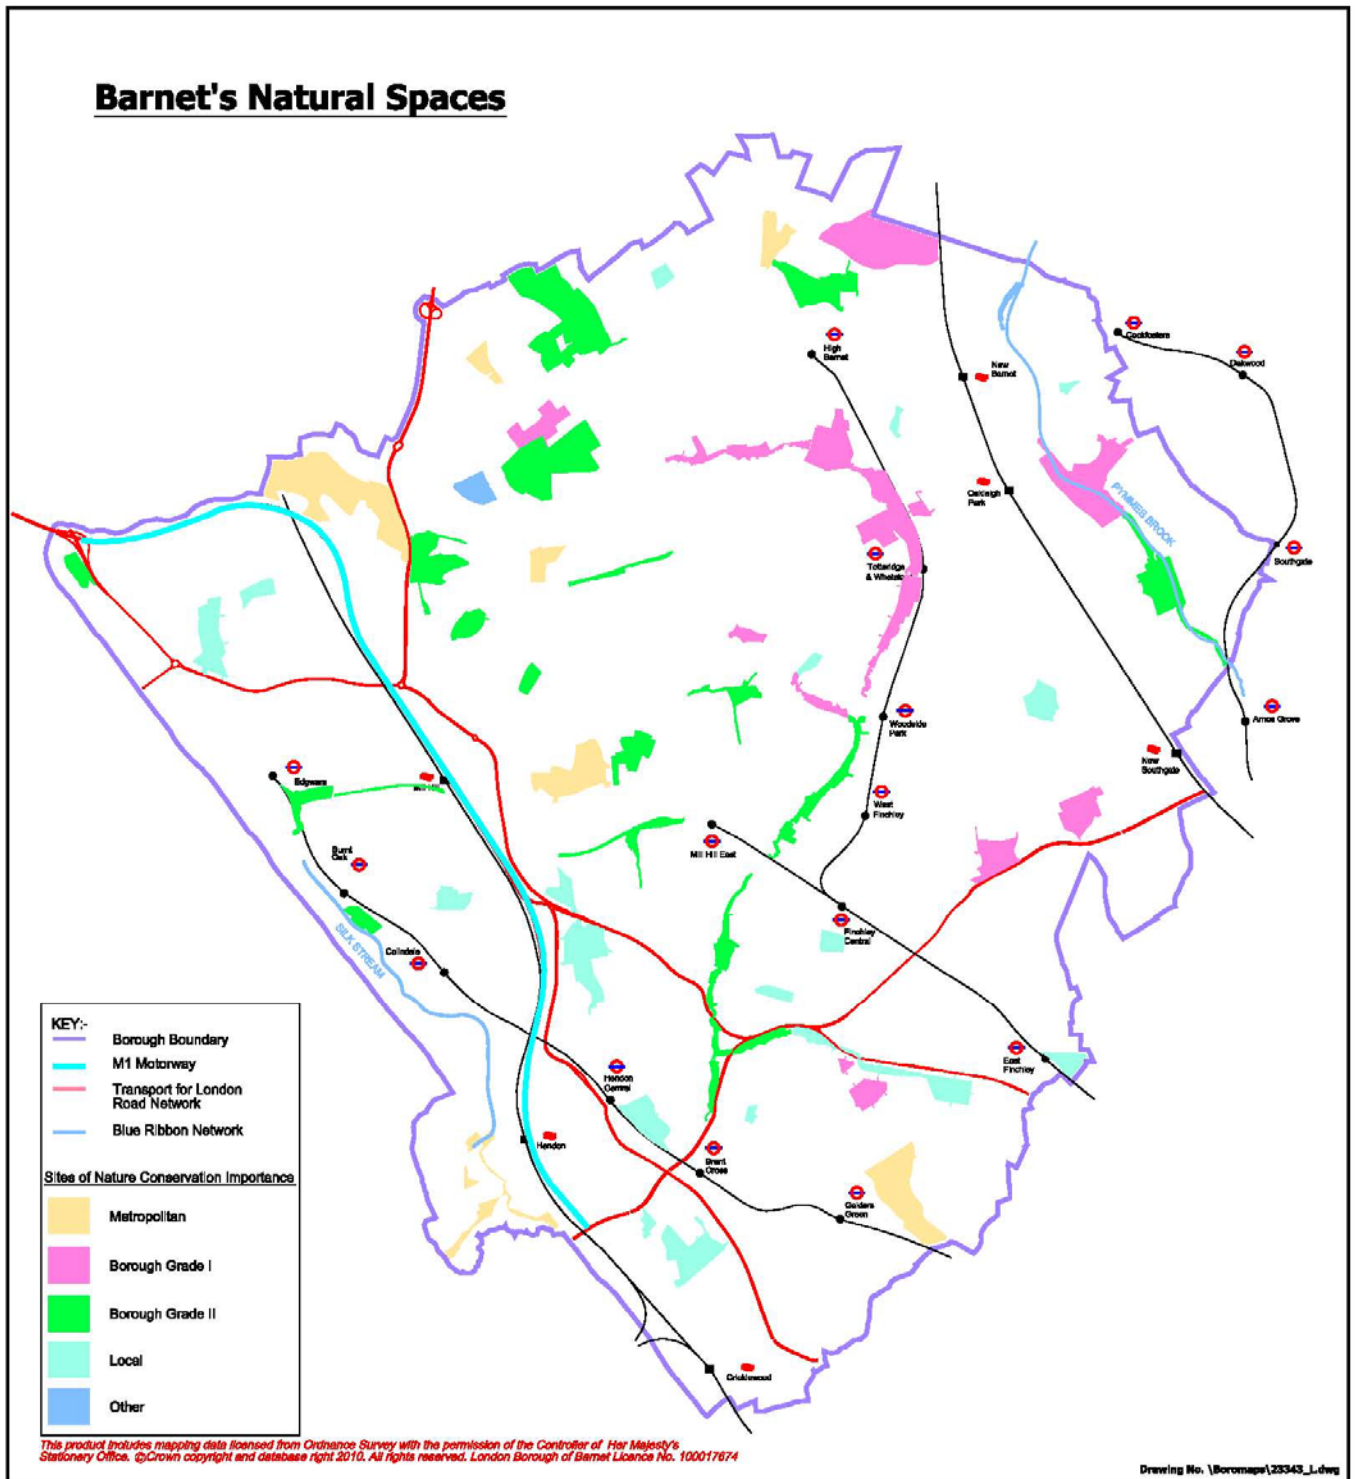 Barnet's Natural Spaces
Cockfosters
Oakwood
High
Barnet
New
Barnet
Oakleigh
Park
PYMMES BROOK
Southgate
Totteridge
Woodside
Park
Arnos Grove
New
Southgate
Edgware
West
Finchley
Burnt
Oak
Mill Hill East
Finchley
Central
SILK STREAM
Colindale
East
Finchley
Hendon
Central
Hendon
Brent
Cross
Golders
Green
Cricklewood
KEY:-
Borough Boundary
M1 Motorway
Transport for London
Road Network
Blue Ribbon Network
Sites of Nature Conservation Importance
Metropolitan
Borough Grade I
Borough Grade II
Local
Other
This product includes mapping data licensed from Ordnance Survey with the permission of the Controller of Her Majesty's
Stationery Office. ©Crown copyright and database right 2010. All rights reserved. London Borough of Barnet Licence No. 100017674
Drawing No. \Boromaps\23343_L.dwg